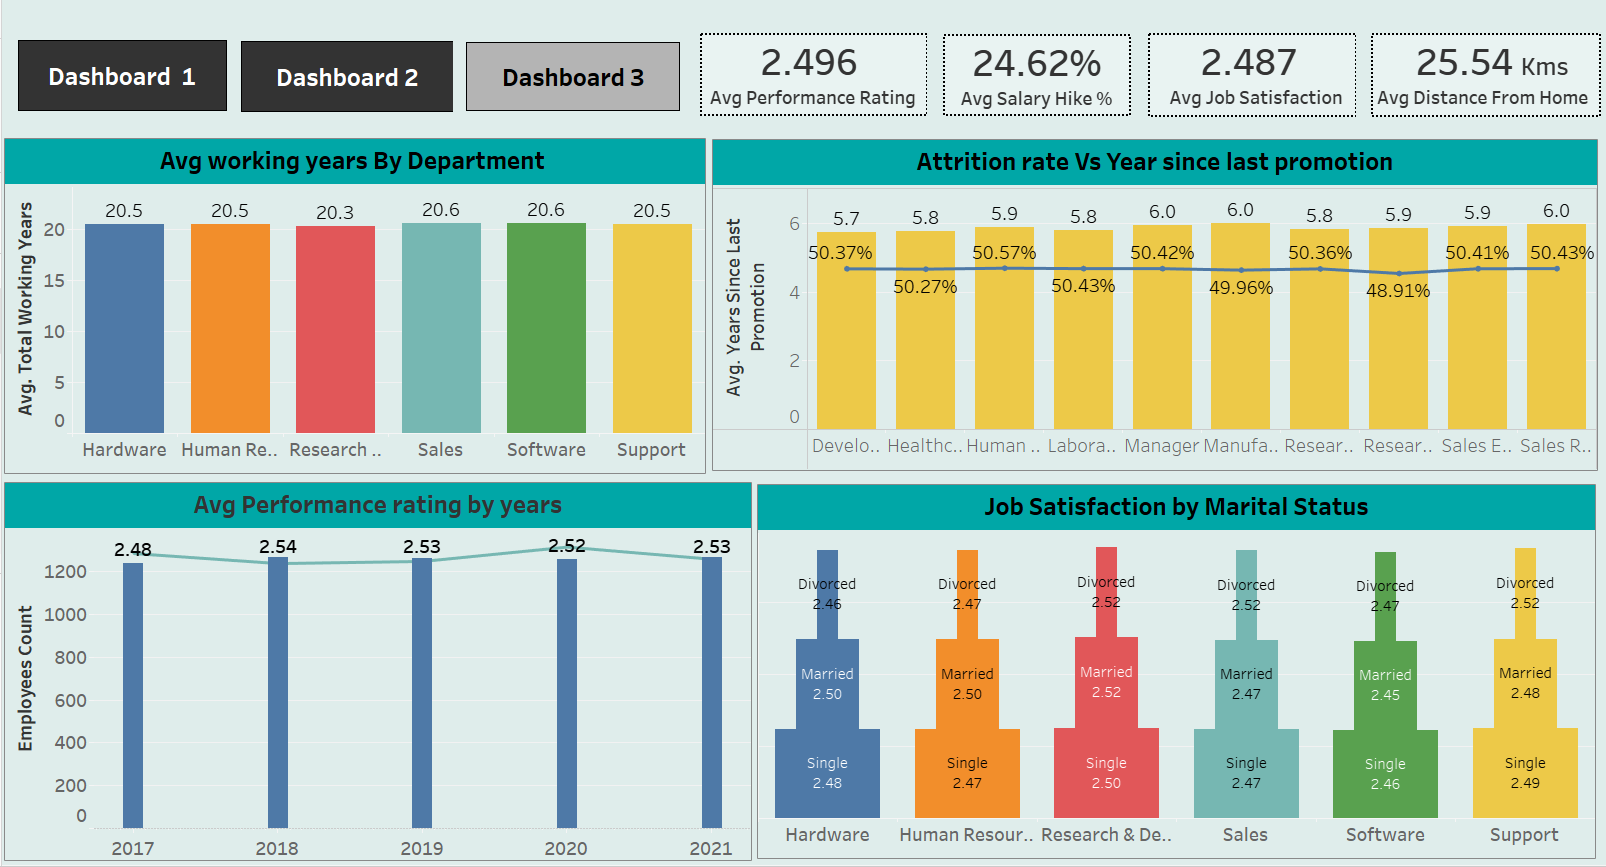 Dashboard 1
Dashboard 2
Dashboard 3
2.496
Avg Performance Rating
24.62%
Avg Salary Hike %
2.487
Avg Job Satisfaction
25.54 Kms
Avg Distance From Home
Avg working years By Department
Avg. Total Working Years
20
15
10
5
0
20.5 20.5 20.3 20.6 20.6 20.5
Hardware Human Re.. Research .. Sales Software Support
Attrition rate Vs Year since last promotion
Avg. Years Since Last
Promotion
6
4
2
0
5.7 5.8 5.9 5.8 6.0 6.0 5.8 5.9 5.9 6.0
50.37% 50.57% 50.42% 50.36% 50.41% 50.43%
50.27% 50.43% 49.96% 48.91%
Develo.. Healthc.. Human .. Labora.. Manager Manufa.. Resear.. Resear.. Sales E.. Sales R..
Avg Performance rating by years
Employees Count
1200
1000
800
600
400
200
0
2.48 2.54 2.53 2.52 2.53
2017 2018 2019 2020 2021
Job Satisfaction by Marital Status
Divorced Divorced Divorced Divorced Divorced Divorced
2.46 2.47 2.52 2.52 2.47 2.52
Married Married Married Married Married Married
2.50 2.50 2.52 2.47 2.45 2.48
Single Single Single Single Single Single
2.48 2.47 2.50 2.47 2.46 2.49
Hardware Human Resour.. Research & De.. Sales Software Support